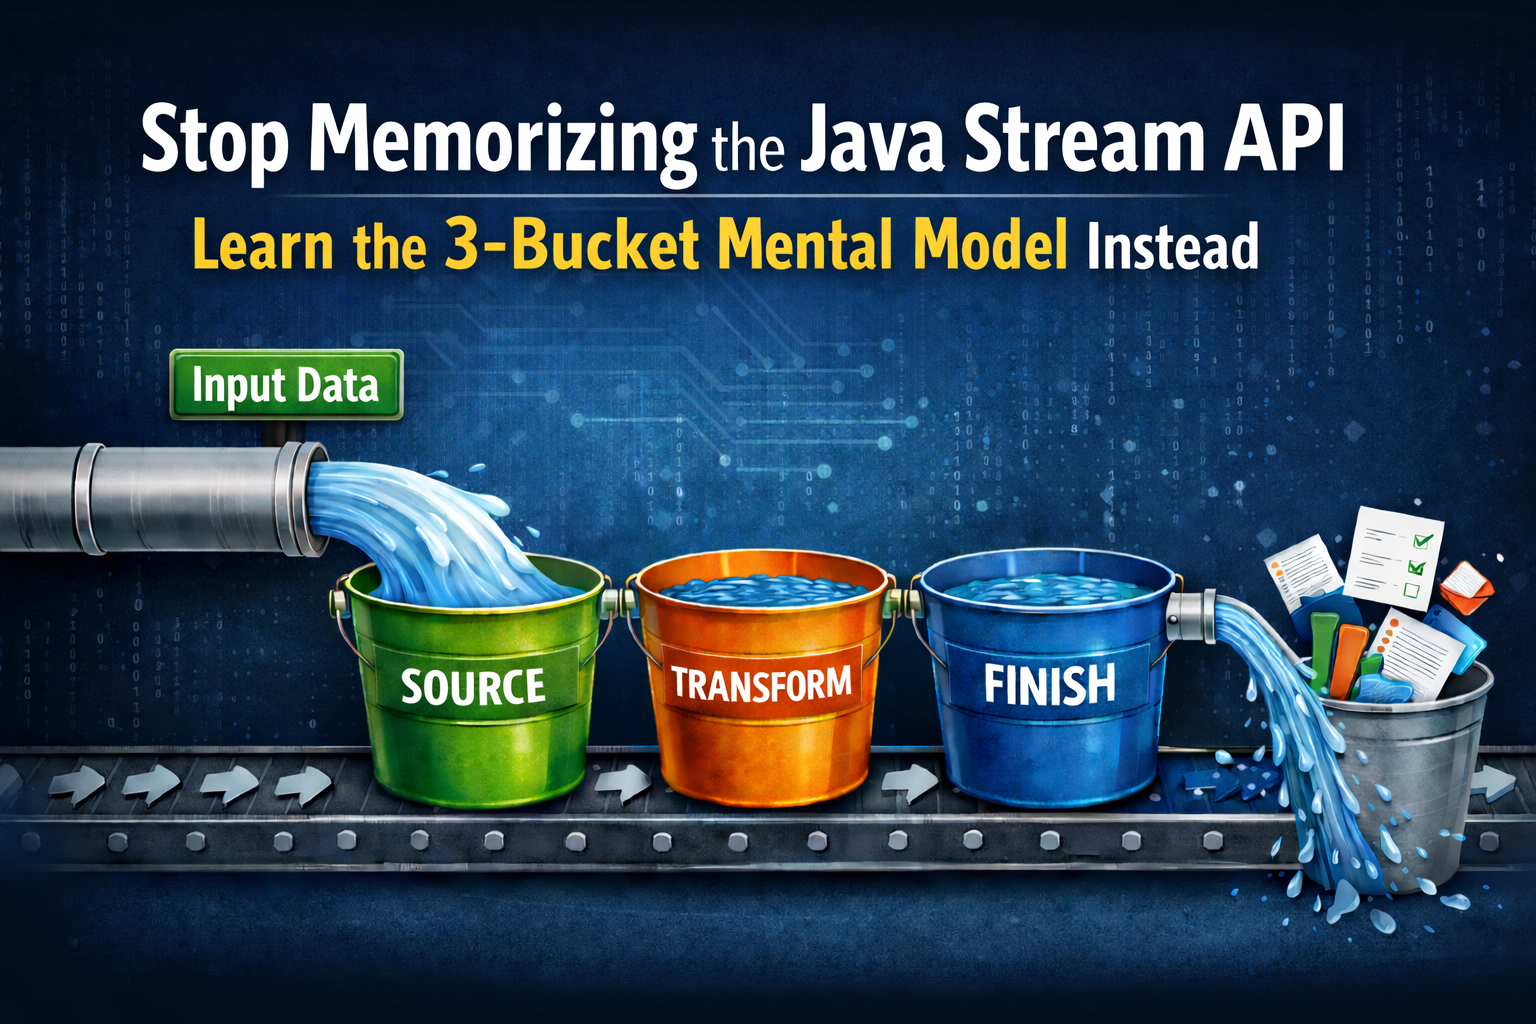 Stop Memorizing the Java Stream API
Learn the 3-Bucket Mental Model Instead
Input Data
SOURCE
TRANSFORM
FINISH